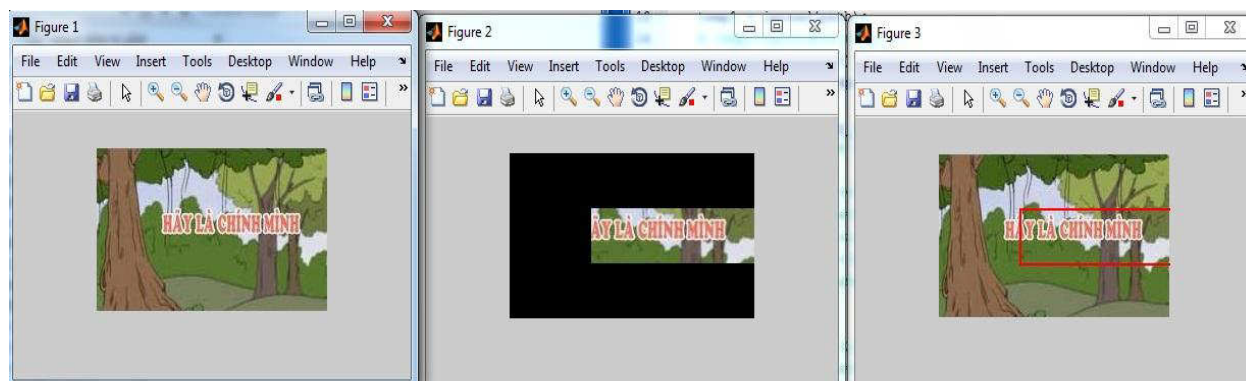 Figure 1
File Edit View Insert Tools Desktop Window Help
HÃY LÀ CHÍNH MÌNH
Figure 2
File Edit View Insert Tools Desktop Window Help
ÃY LÀ CHÍNH MÌNH
Figure 3
File Edit View Insert Tools Desktop Window Help
HÃY LÀ CHÍNH MÌNH